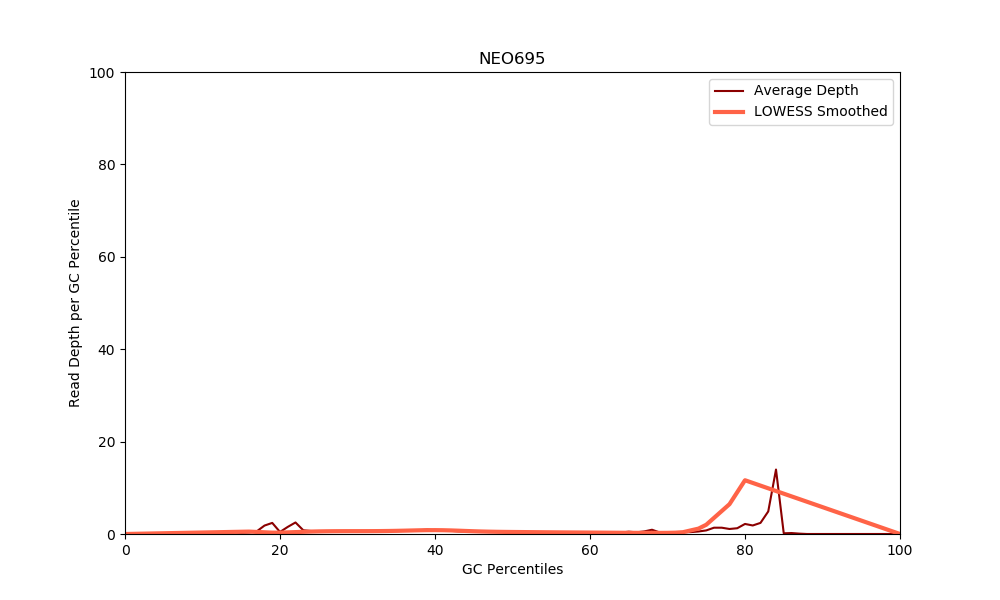 NEO695
Average Depth
LOWESS Smoothed
Read Depth per GC Percentile
100
80
60
40
20
0
0 20 40 60 80 100
GC Percentiles